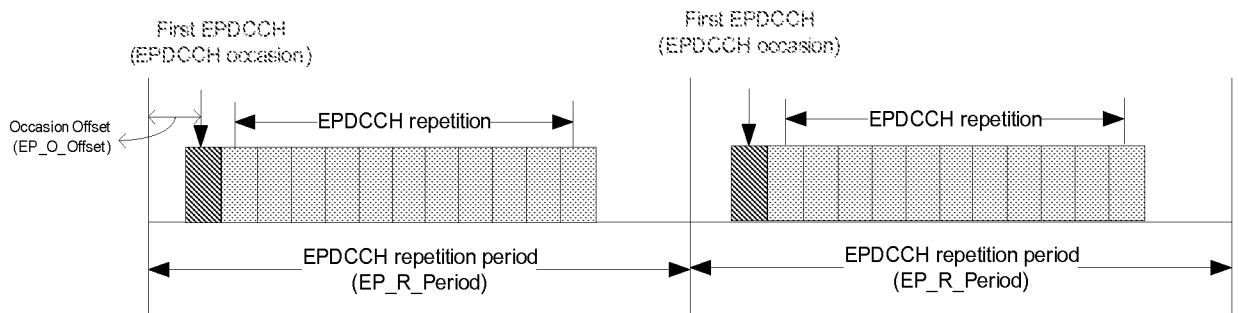 First EPDCCH
(EPDCCH occasion)
First EPDCCH
(EPDCCH occasion)
Occasion Offset
(EP_O_Offset)
EPDCCH repetition
EPDCCH repetition
EPDCCH repetition period
(EP_R_Period)
EPDCCH repetition period
(EP_R_Period)